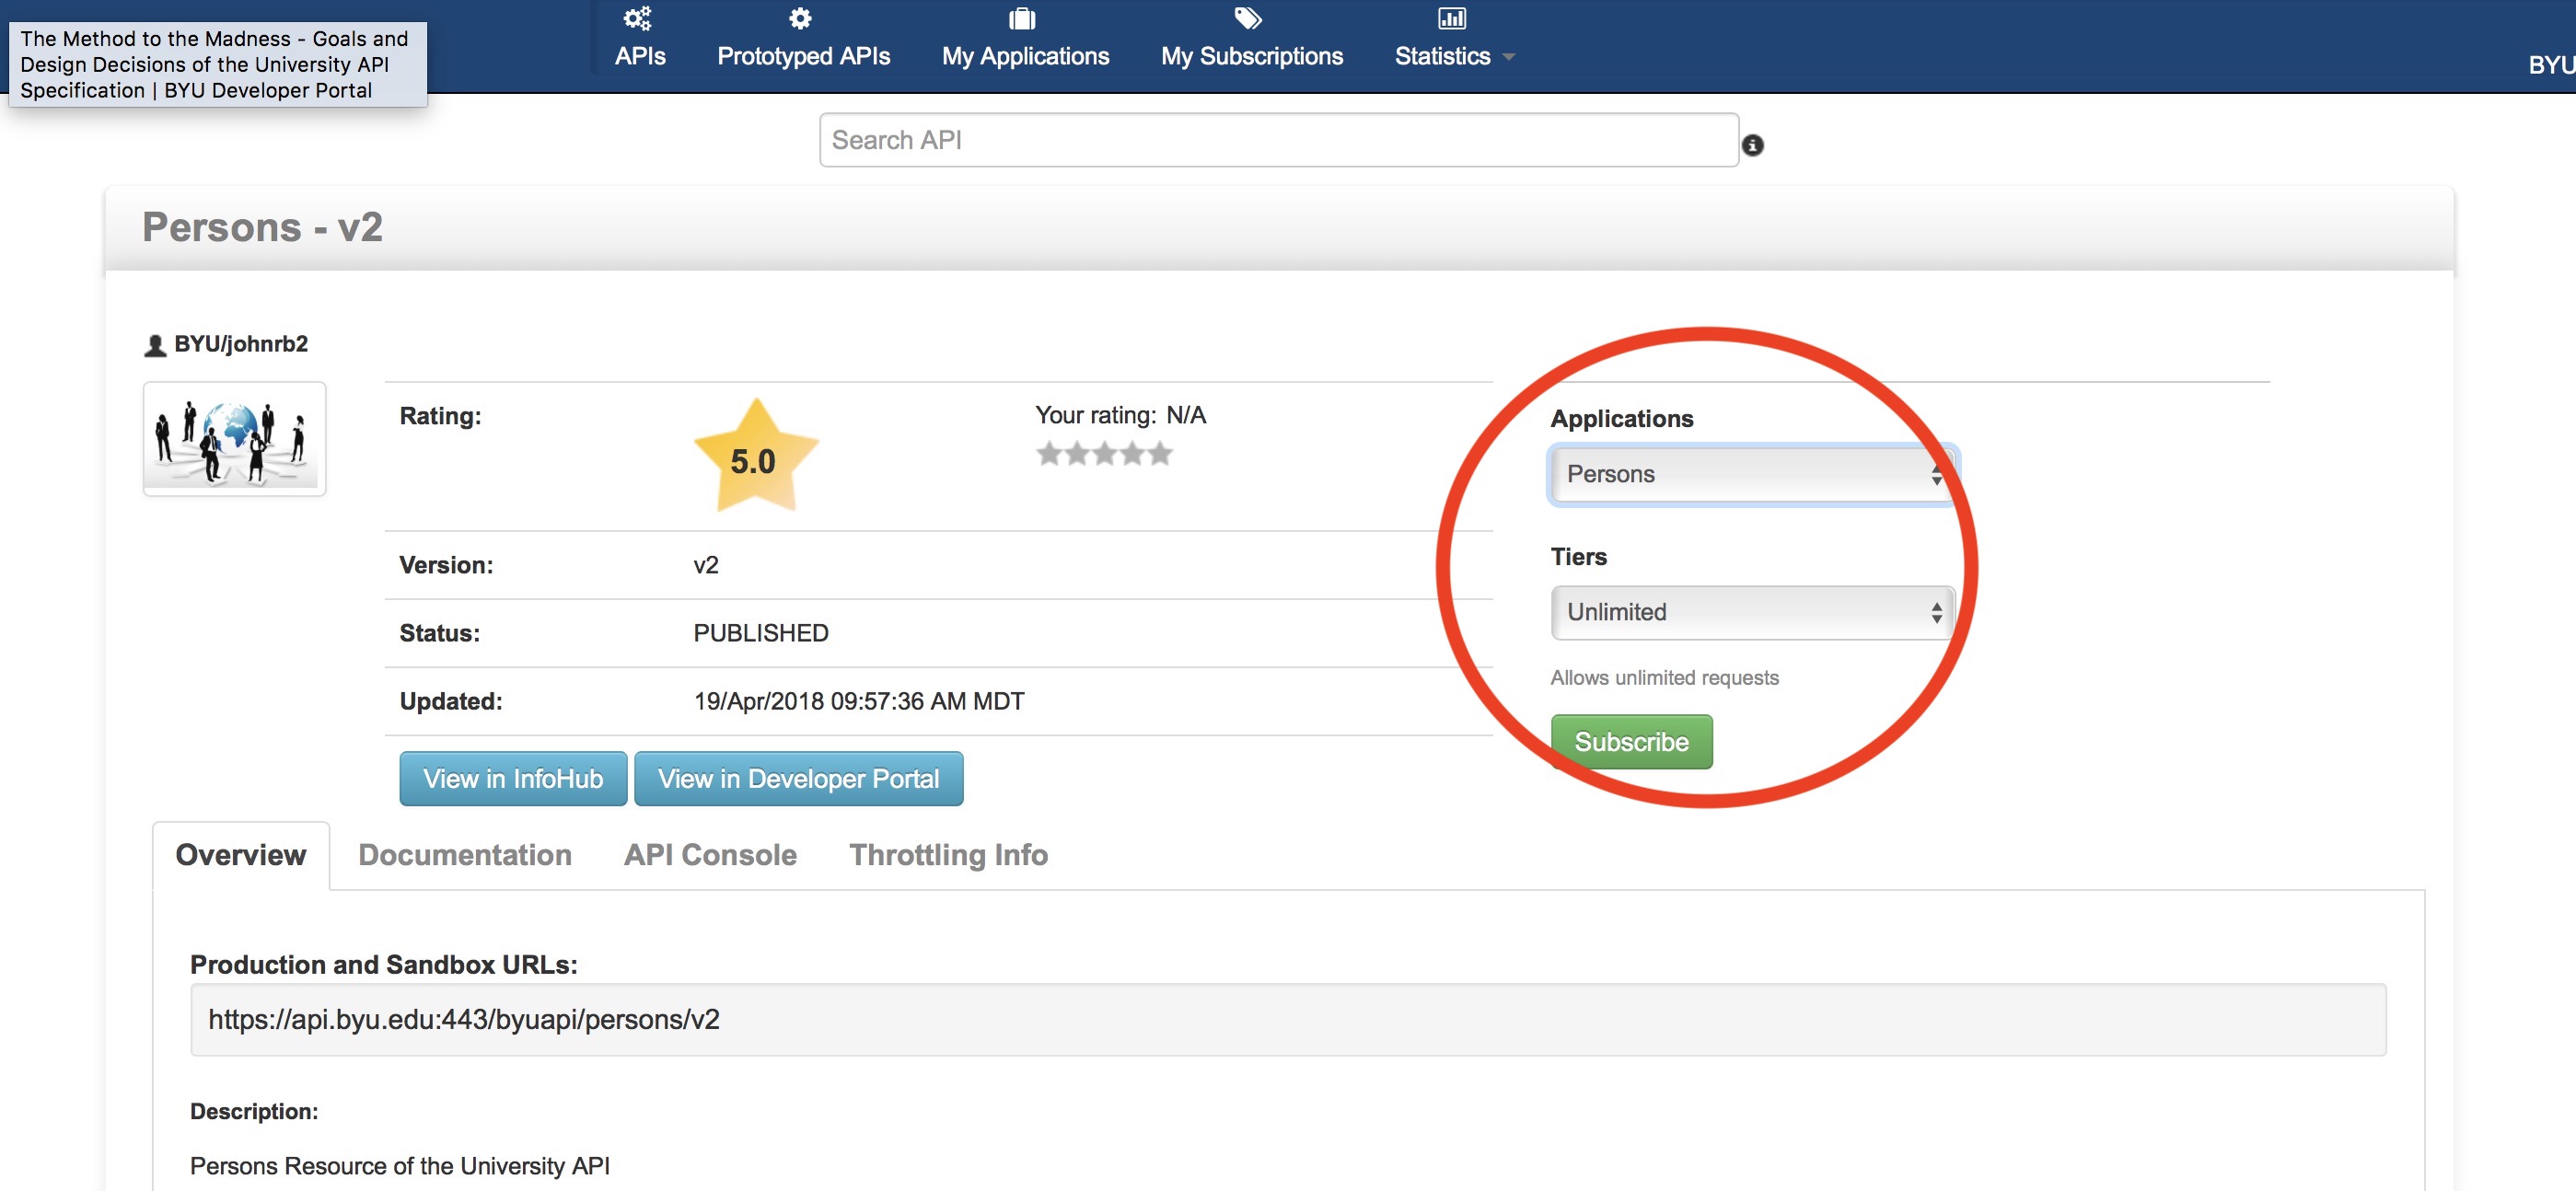 The Method to the Madness - Goals and
Design Decisions of the University API
Specification | BYU Developer Portal
APIs
Prototyped APIs
My Applications
My Subscriptions
Statistics
BYU
Search API
Persons - v2
BYU/johnrb2
Rating:
5.0
Your rating: N/A
Version:
v2
Status:
PUBLISHED
Updated:
19/Apr/2018 09:57:36 AM MDT
View in InfoHub
View in Developer Portal
Applications
Persons
Tiers
Unlimited
Allows unlimited requests
Subscribe
Overview
Documentation
API Console
Throttling Info
Production and Sandbox URLs:
https://api.byu.edu:443/byuapi/persons/v2
Description:
Persons Resource of the University API